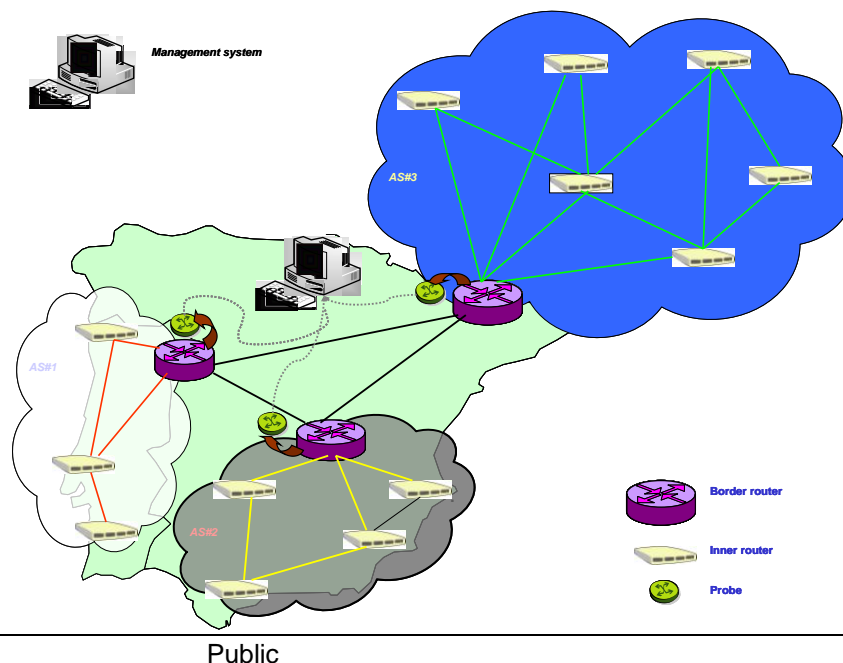 Management system
AS#3
AS#1
AS#2
Border router
Inner router
Probe
Public